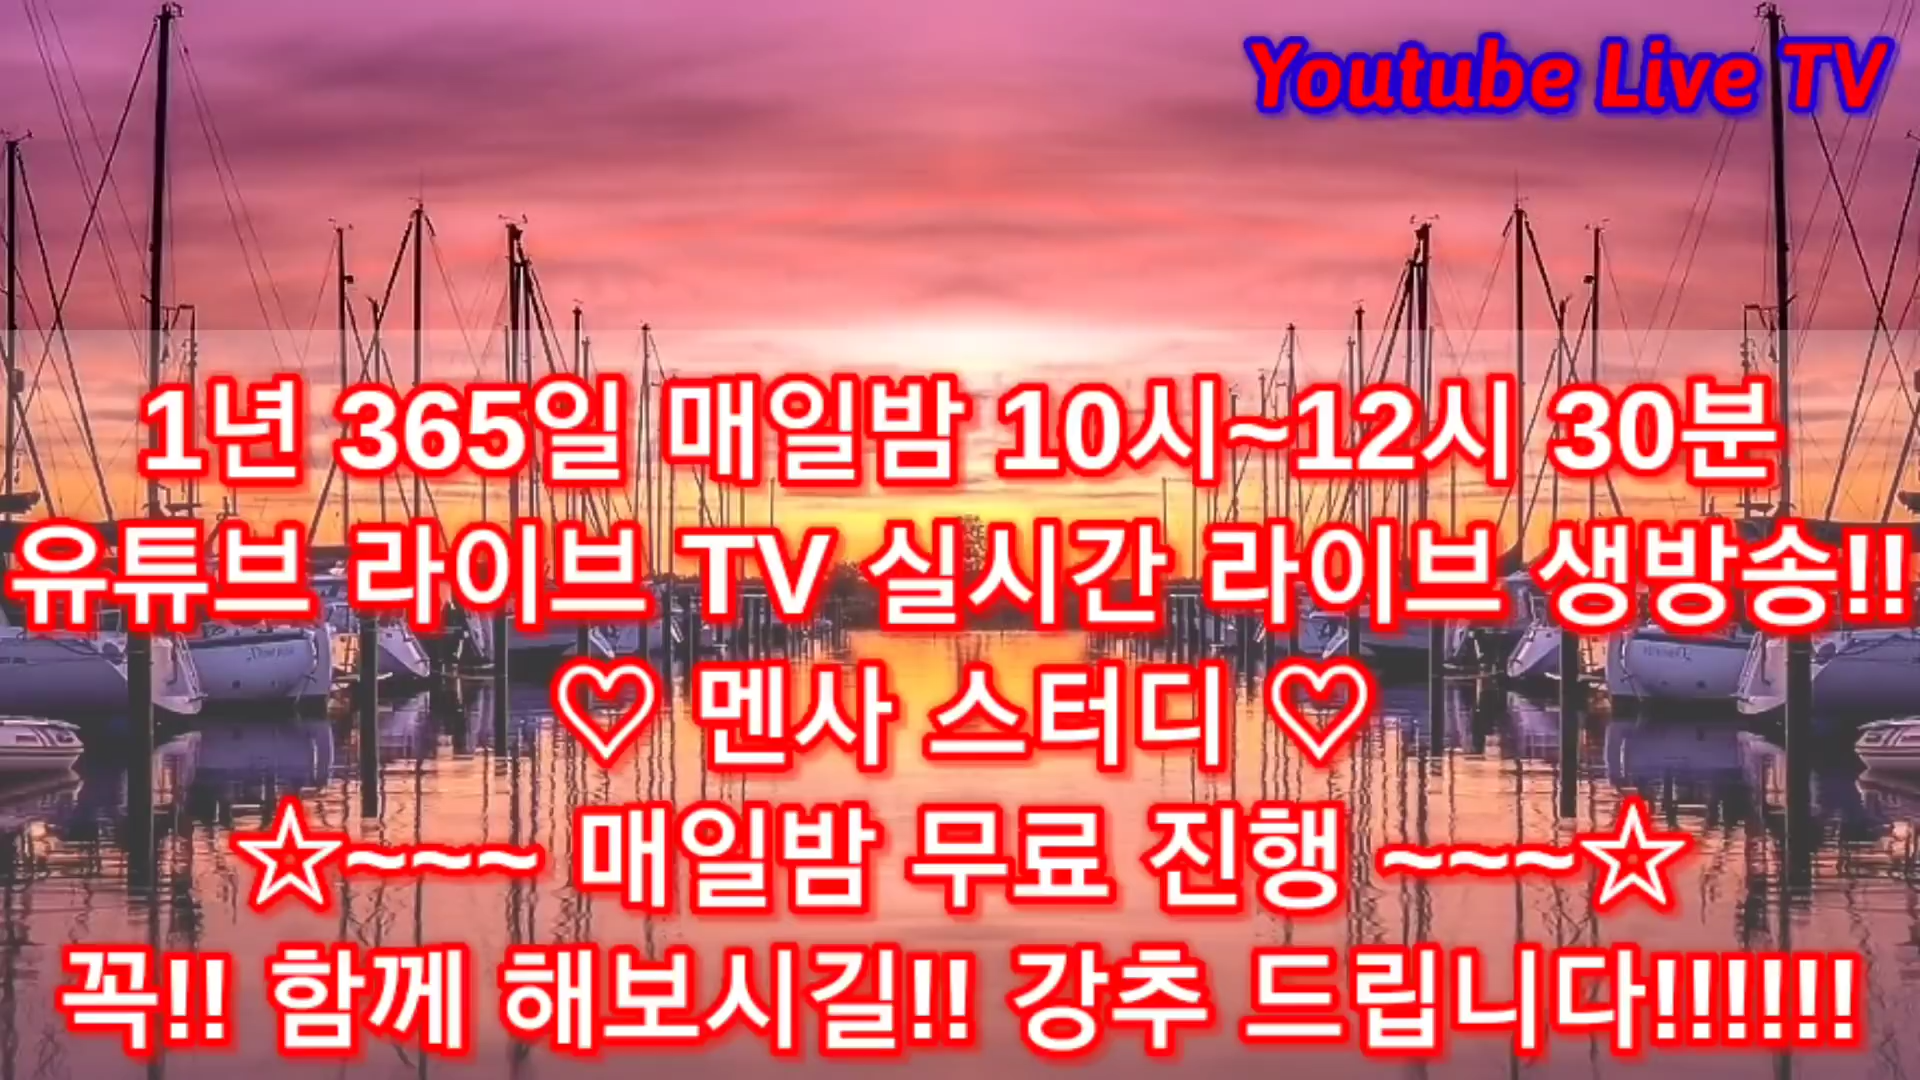 Youtube Live TV
1년 365일 매일밤 10시~12시 30분
유튜브 라이브 TV 실시간 라이브 생방송!!
♡ 멘사 스터디 ♡
☆~~~ 매일밤 무료 진행 ~~~☆
꼭!! 함께 해보시길!! 강추 드립니다!!!!!!